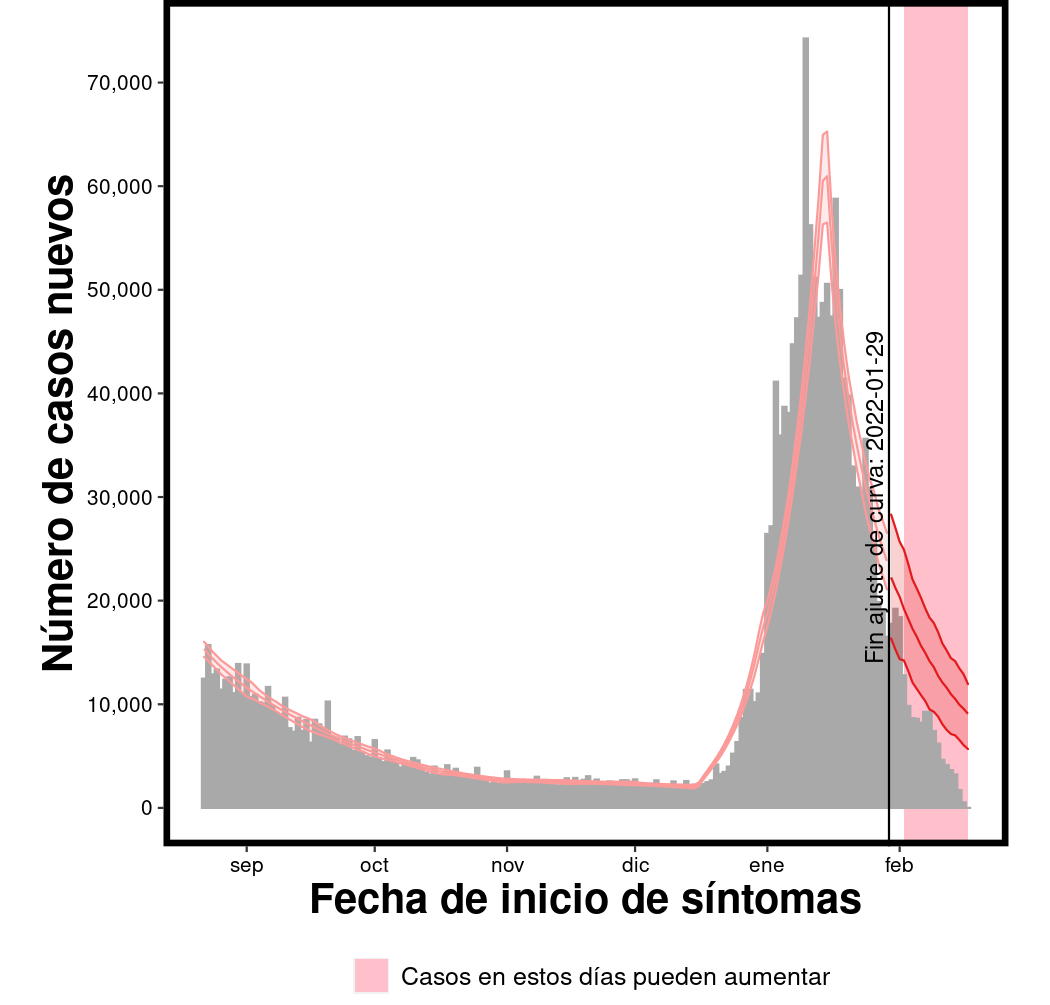 Número de casos nuevos
70,000
60,000
50,000
40,000
30,000
20,000
10,000
0
Fin ajuste de curva: 2022-01-29
sep oct nov dic ene feb
Fecha de inicio de síntomas
Casos en estos días pueden aumentar